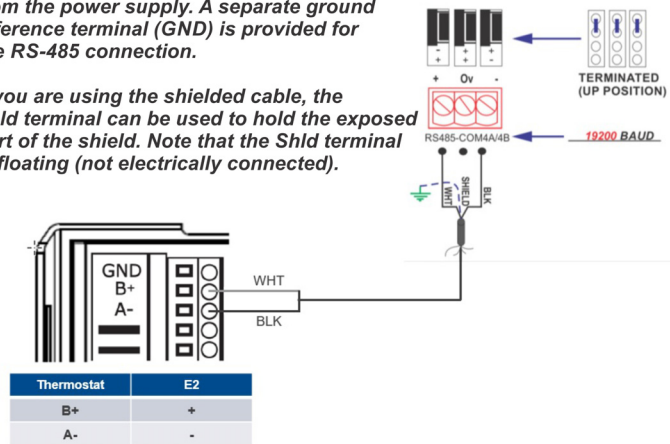 om the power supply. A separate ground
ference terminal (GND) is provided for
e RS-485 connection.
you are using the shielded cable, the
ld terminal can be used to hold the exposed
rt of the shield. Note that the Shld terminal
floating (not electrically connected).
- + -
+ + +
TERMINATED
(UP POSITION)
+ 0v -
RS485-COM4A/4B
19200 BAUD
WHT
SHIELD
BLK
GND
B+
A-
WHT
BLK
Thermostat E2
B+ +
A- -